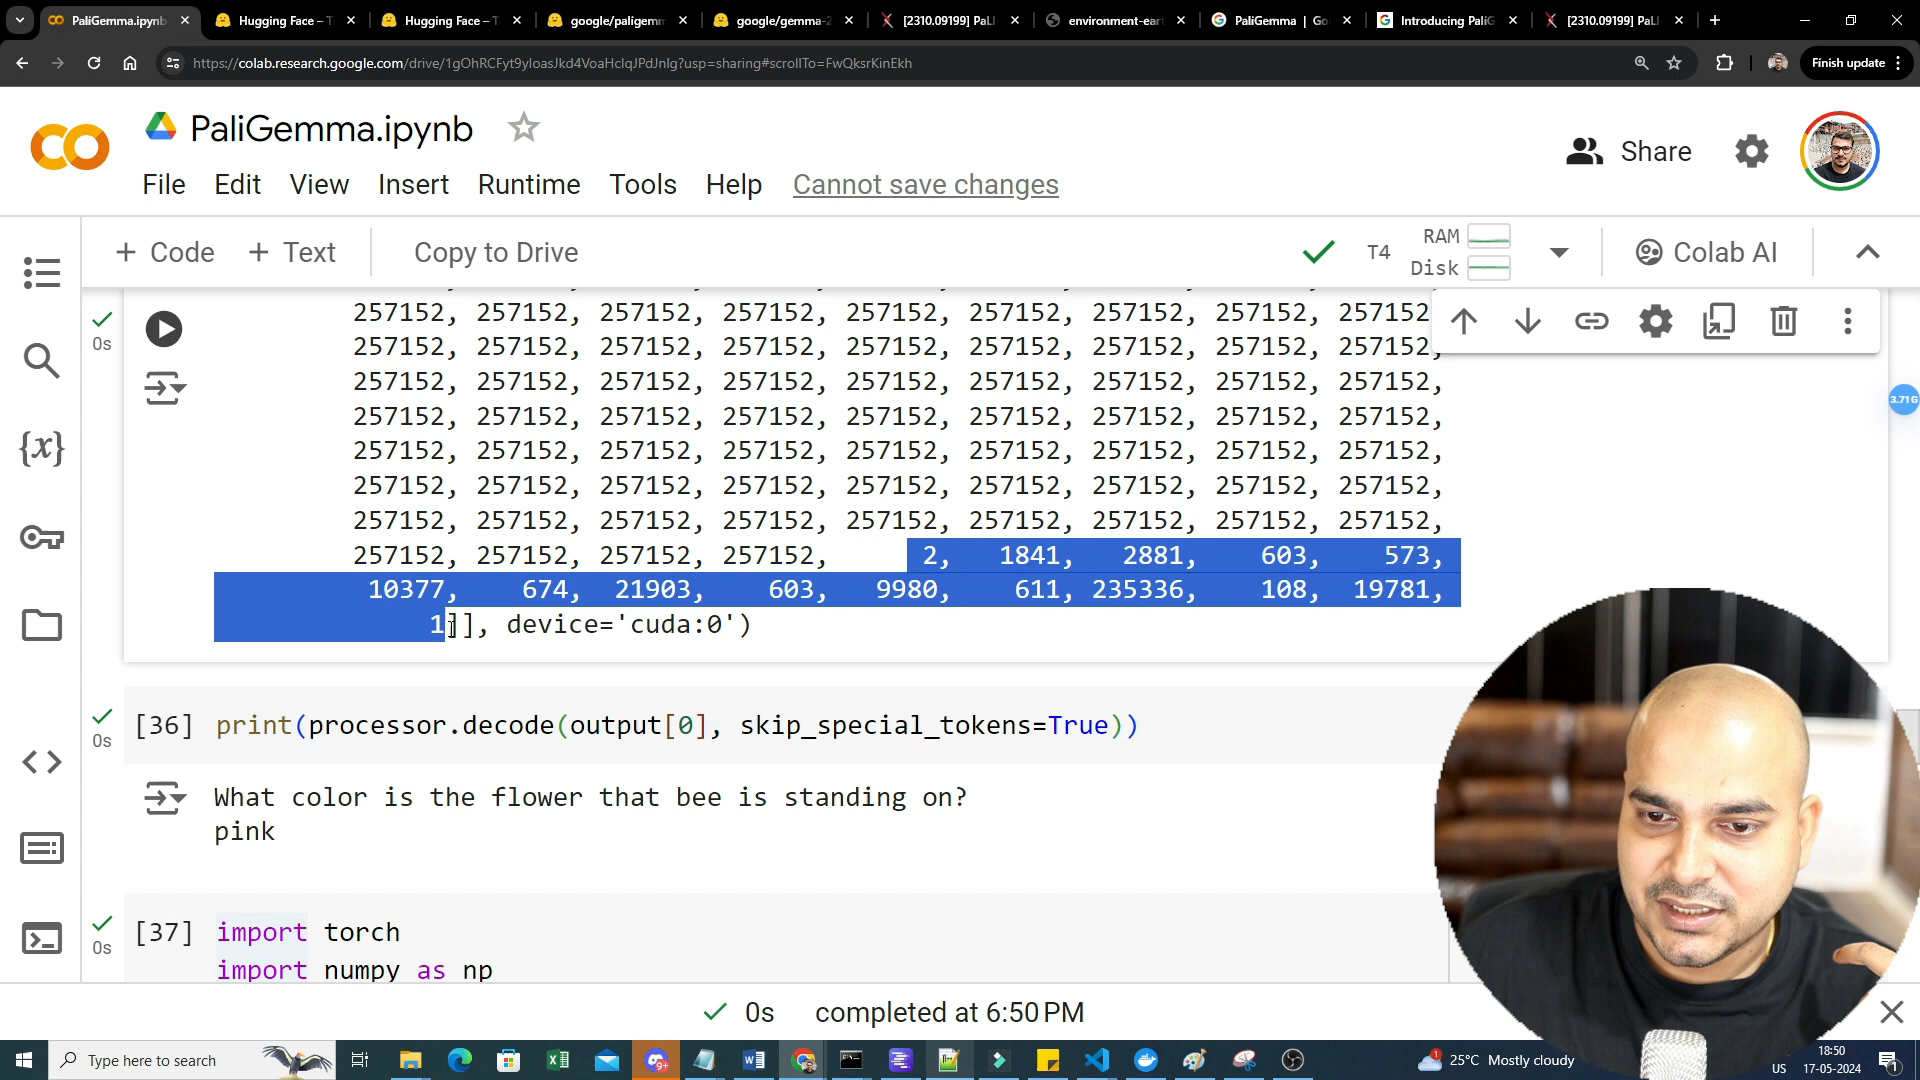 PaliGemma.ipynb
Hugging Face – T
Hugging Face – T
google/paligemm
google/gemma-2
[2310.09199] PaLI
environment-eart
PaliGemma | Go
Introducing PaliG
[2310.09199] PaLI
https://colab.research.google.com/drive/1gOhRCFyt9yloasJkd4VoaHclqJPdJnIg?usp=sharing#scrollTo=FwQksrKinEkh
Finish update
PaliGemma.ipynb
Share
File Edit View Insert Runtime Tools Help Cannot save changes
+ Code + Text Copy to Drive
T4 RAM Disk
Colab AI
0s
257152, 257152, 257152, 257152, 257152, 257152, 257152, 257152, 257152
257152, 257152, 257152, 257152, 257152, 257152, 257152, 257152, 257152,
257152, 257152, 257152, 257152, 257152, 257152, 257152, 257152, 257152,
257152, 257152, 257152, 257152, 257152, 257152, 257152, 257152, 257152,
257152, 257152, 257152, 257152, 257152, 257152, 257152, 257152, 257152,
257152, 257152, 257152, 257152, 257152, 257152, 257152, 257152, 257152,
257152, 257152, 257152, 257152, 257152, 257152, 257152, 257152, 257152,
257152, 257152, 257152, 257152, 2, 1841, 2881, 603, 573,
10377, 674, 21903, 603, 9980, 611, 235336, 108, 19781,
1]], device='cuda:0')
3.71G
[36] print(processor.decode(output[0], skip_special_tokens=True))
0s
What color is the flower that bee is standing on?
pink
[37] import torch
0s
import numpy as np
0s completed at 6:50 PM
Type here to search
9+
1
25°C Mostly cloudy
US
18:50
17-05-2024
1